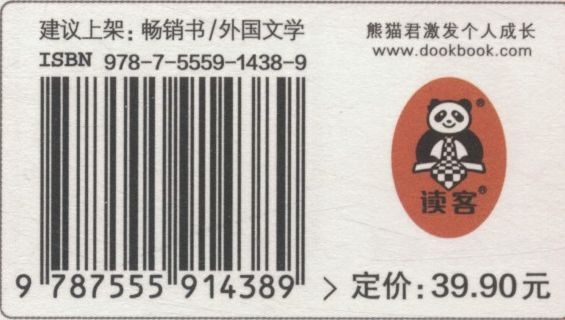 建议上架：畅销书/外国文学
ISBN 978-7-5559-1438-9
9 787555 914389 >
熊猫君激发个人成长
www.dookbook.com
®
读客®
定价：39.90元